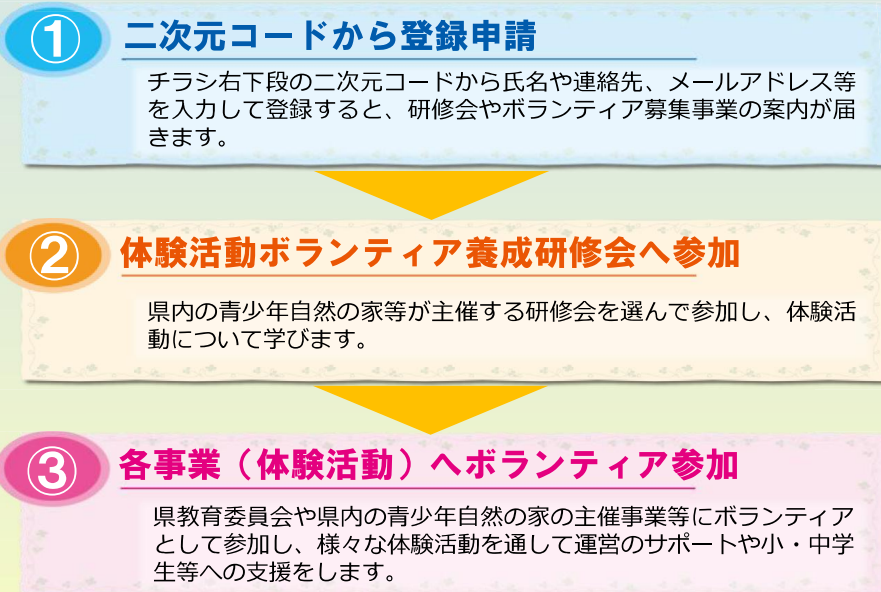 ① 二次元コードから登録申請
チラシ右下段の二次元コードから氏名や連絡先、メールアドレス等
を入力して登録すると、研修会やボランティア募集事業の案内が届
きます。
② 体験活動ボランティア養成研修会へ参加
県内の青少年自然の家等が主催する研修会を選んで参加し、体験活
動について学びます。
③ 各事業（体験活動）へボランティア参加
県教育委員会や県内の青少年自然の家の主催事業等にボランティア
として参加し、様々な体験活動を通して運営のサポートや小・中学
生等への支援をします。